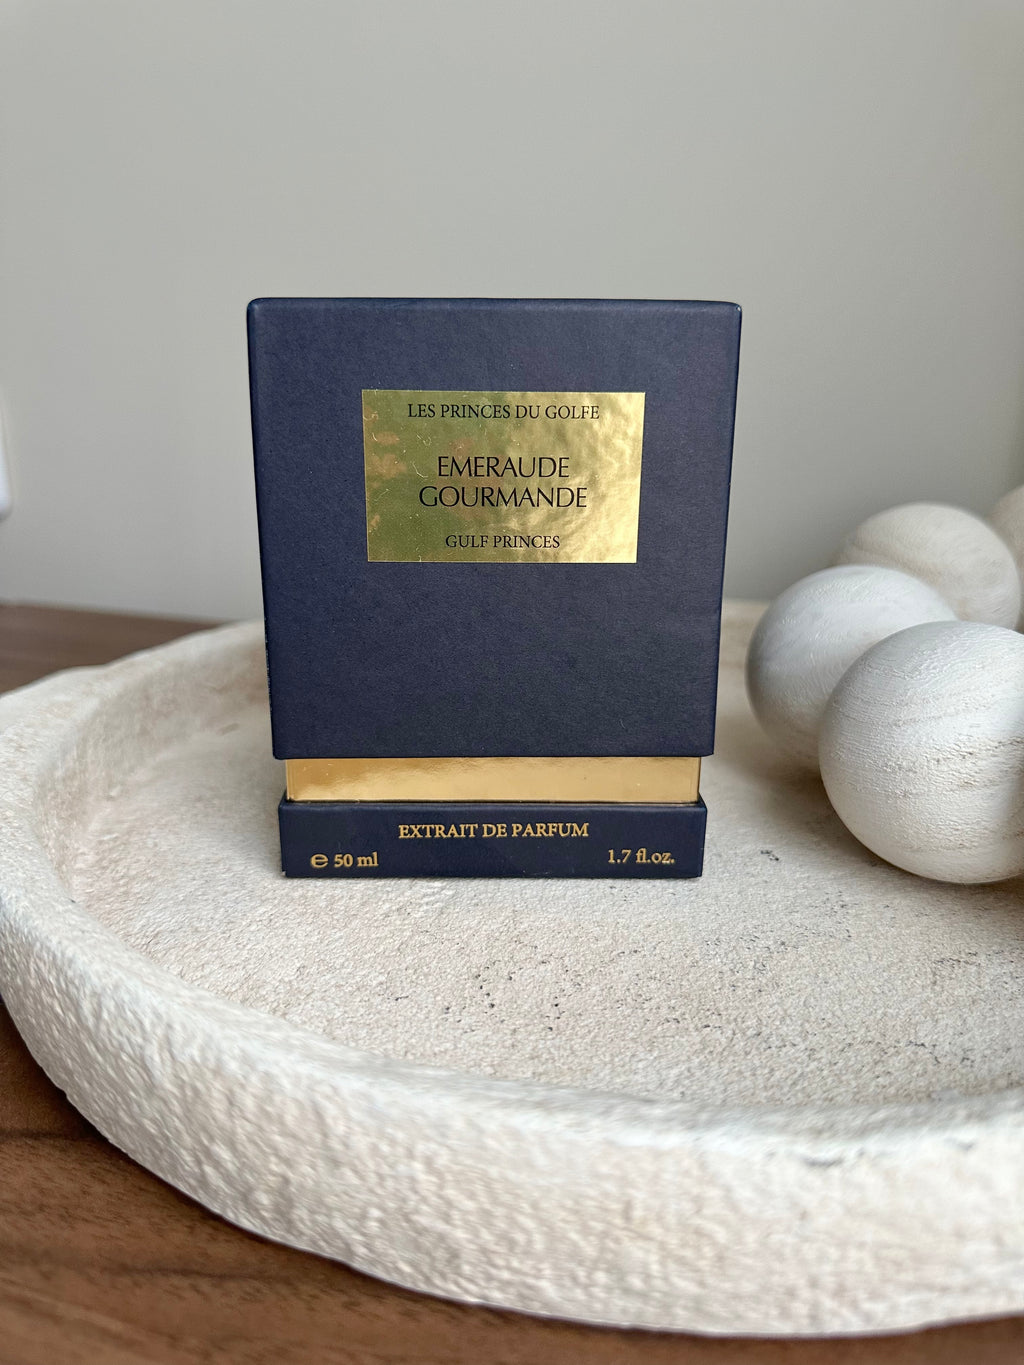 LES PRINCES DU GOLFE
EMERAUDE
GOURMANDE
GULF PRINCES
EXTRAIT DE PARFUM
℮ 50 ml 1.7 fl.oz.